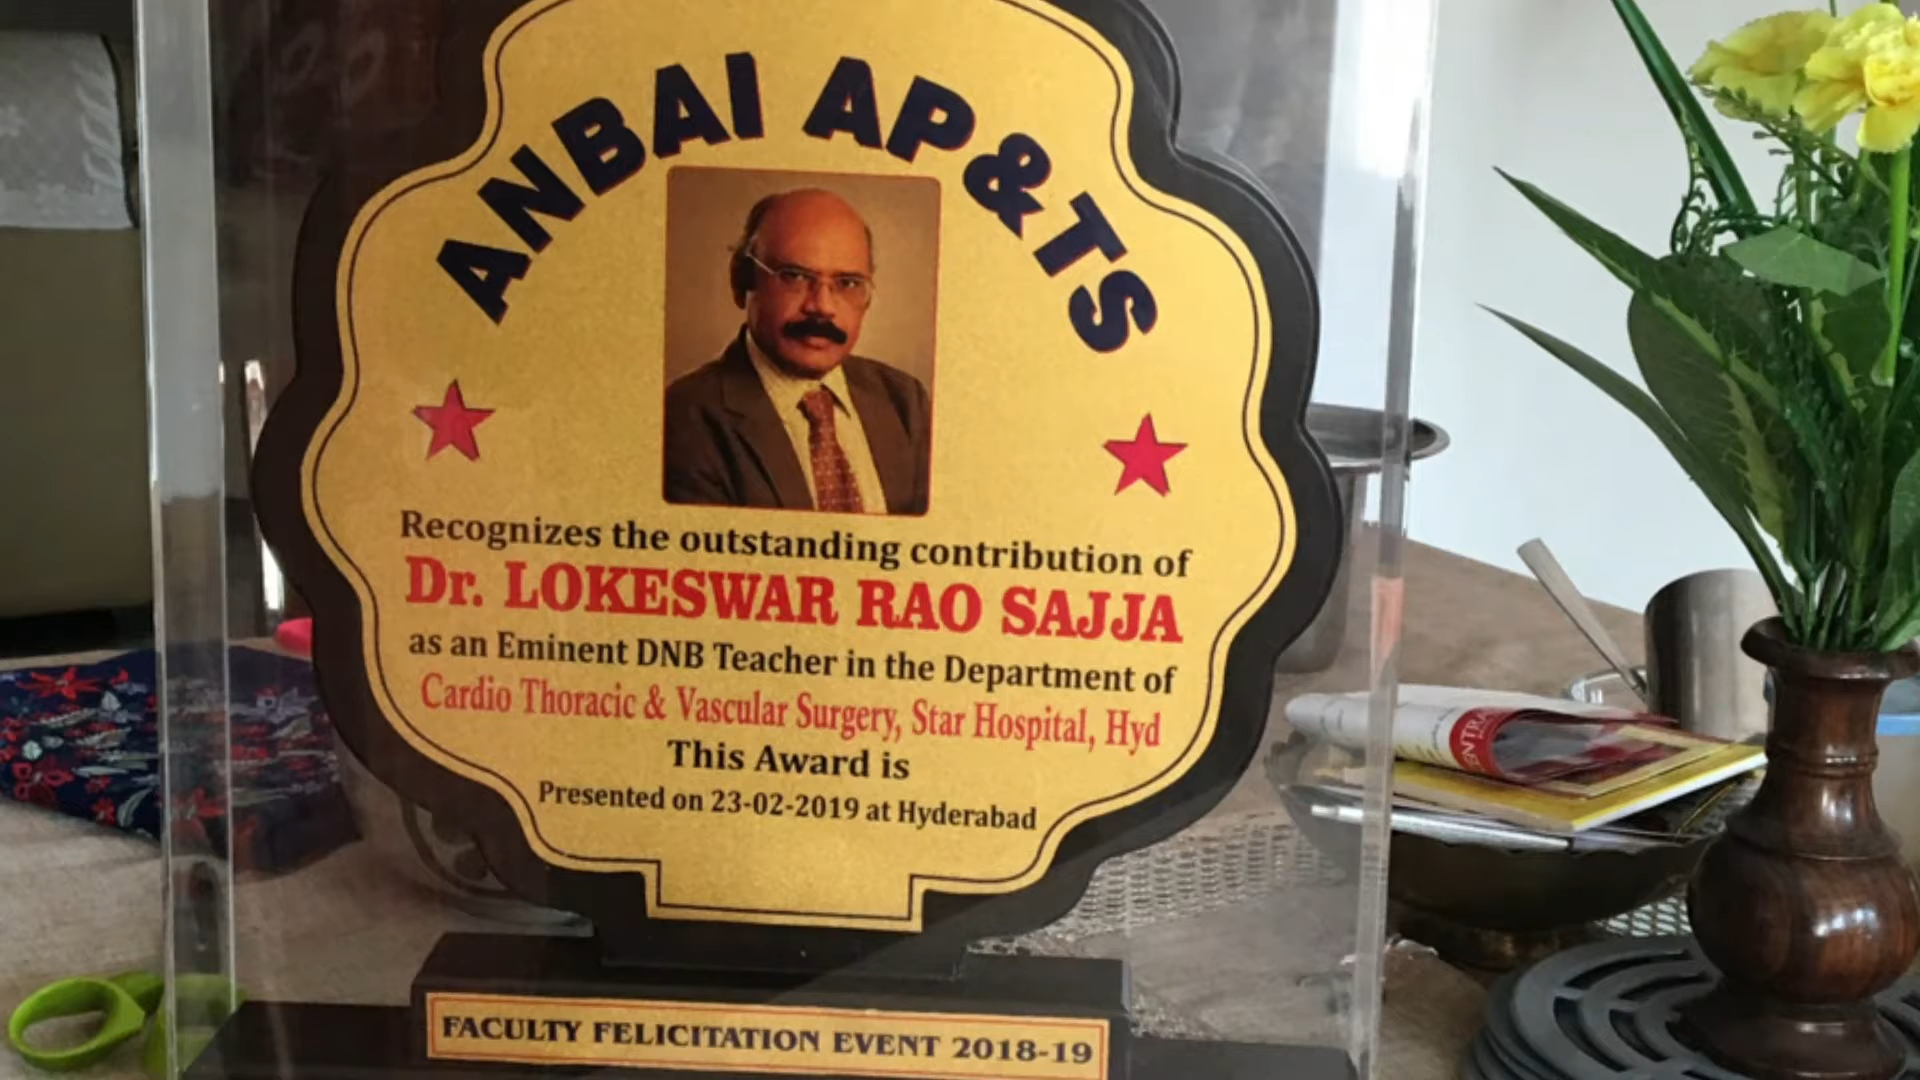 ANBAI AP&TS
Recognizes the outstanding contribution of
Dr. LOKESWAR RAO SAJJA
as an Eminent DNB Teacher in the Department of
Cardio Thoracic & Vascular Surgery, Star Hospital, Hyd
This Award is
Presented on 23-02-2019 at Hyderabad
FACULTY FELICITATION EVENT 2018-19